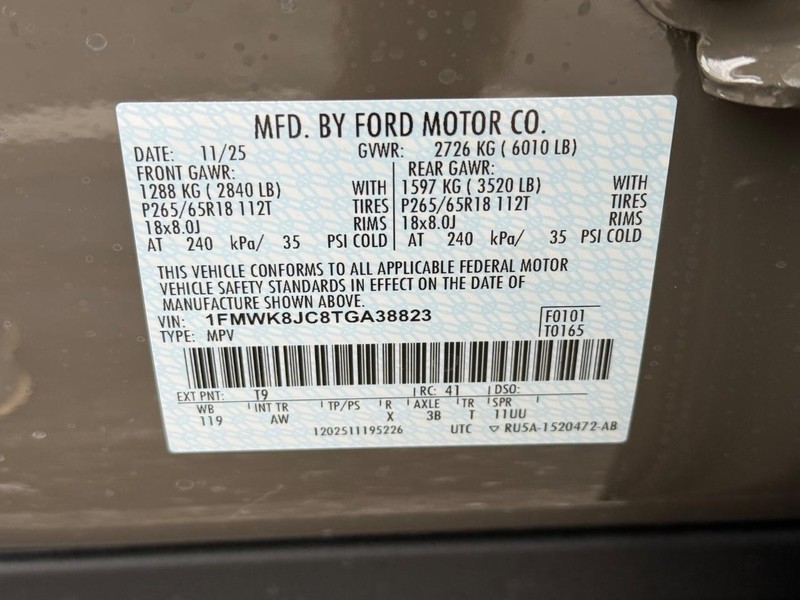 MFD. BY FORD MOTOR CO.
DATE: 11/25 GVWR: 2726 KG ( 6010 LB)
FRONT GAWR: REAR GAWR:
1288 KG ( 2840 LB) WITH 1597 KG ( 3520 LB) WITH
P265/65R18 112T TIRES P265/65R18 112T TIRES
18x8.0J RIMS 18x8.0J RIMS
AT 240 kPa/ 35 PSI COLD AT 240 kPa/ 35 PSI COLD
THIS VEHICLE CONFORMS TO ALL APPLICABLE FEDERAL MOTOR
VEHICLE SAFETY STANDARDS IN EFFECT ON THE DATE OF
MANUFACTURE SHOWN ABOVE.
VIN: 1FMWK8JC8TGA38823 F0101
TYPE: MPV T0165
EXT PNT: T9 RC: 41 DSO:
WB INT TR TP/PS R AXLE TR SPR
119 AW X 3B T 11UU
1202511195226 UTC ▽ RU5A-1520472-AB